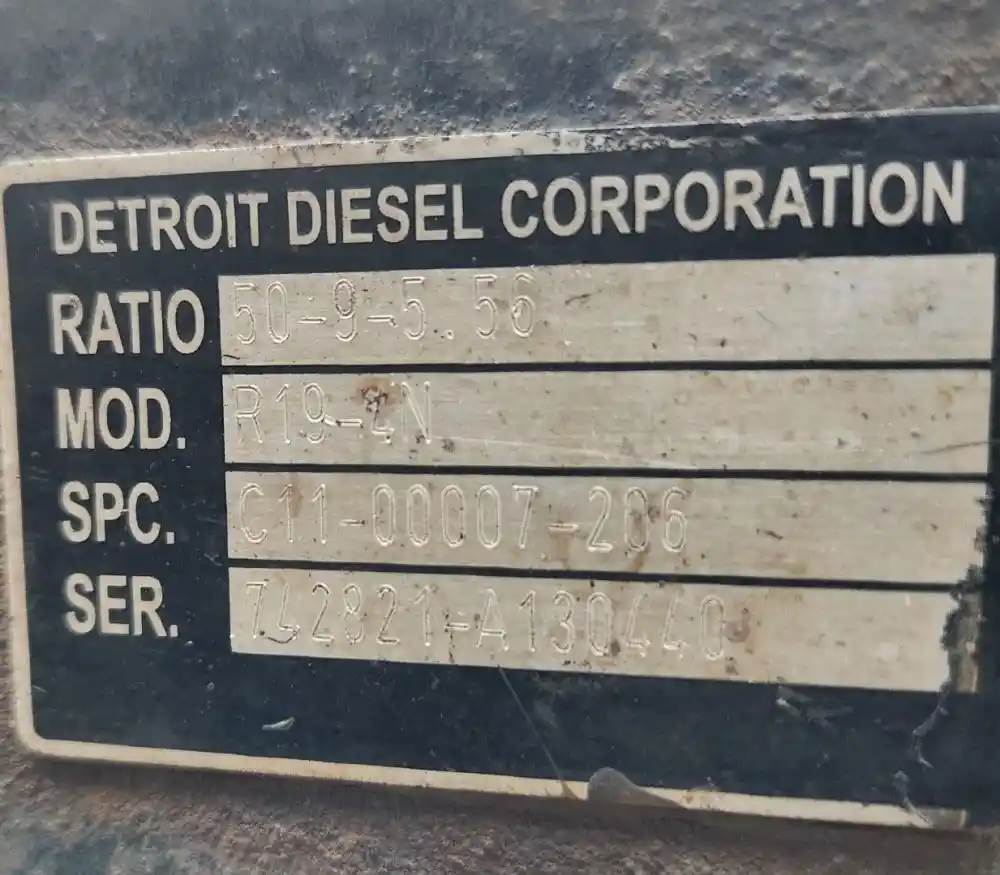 DETROIT DIESEL CORPORATION
RATIO 50-9-5.56
MOD. R19-4N
SPC. C11-00007-206
SER. 742821-A130440